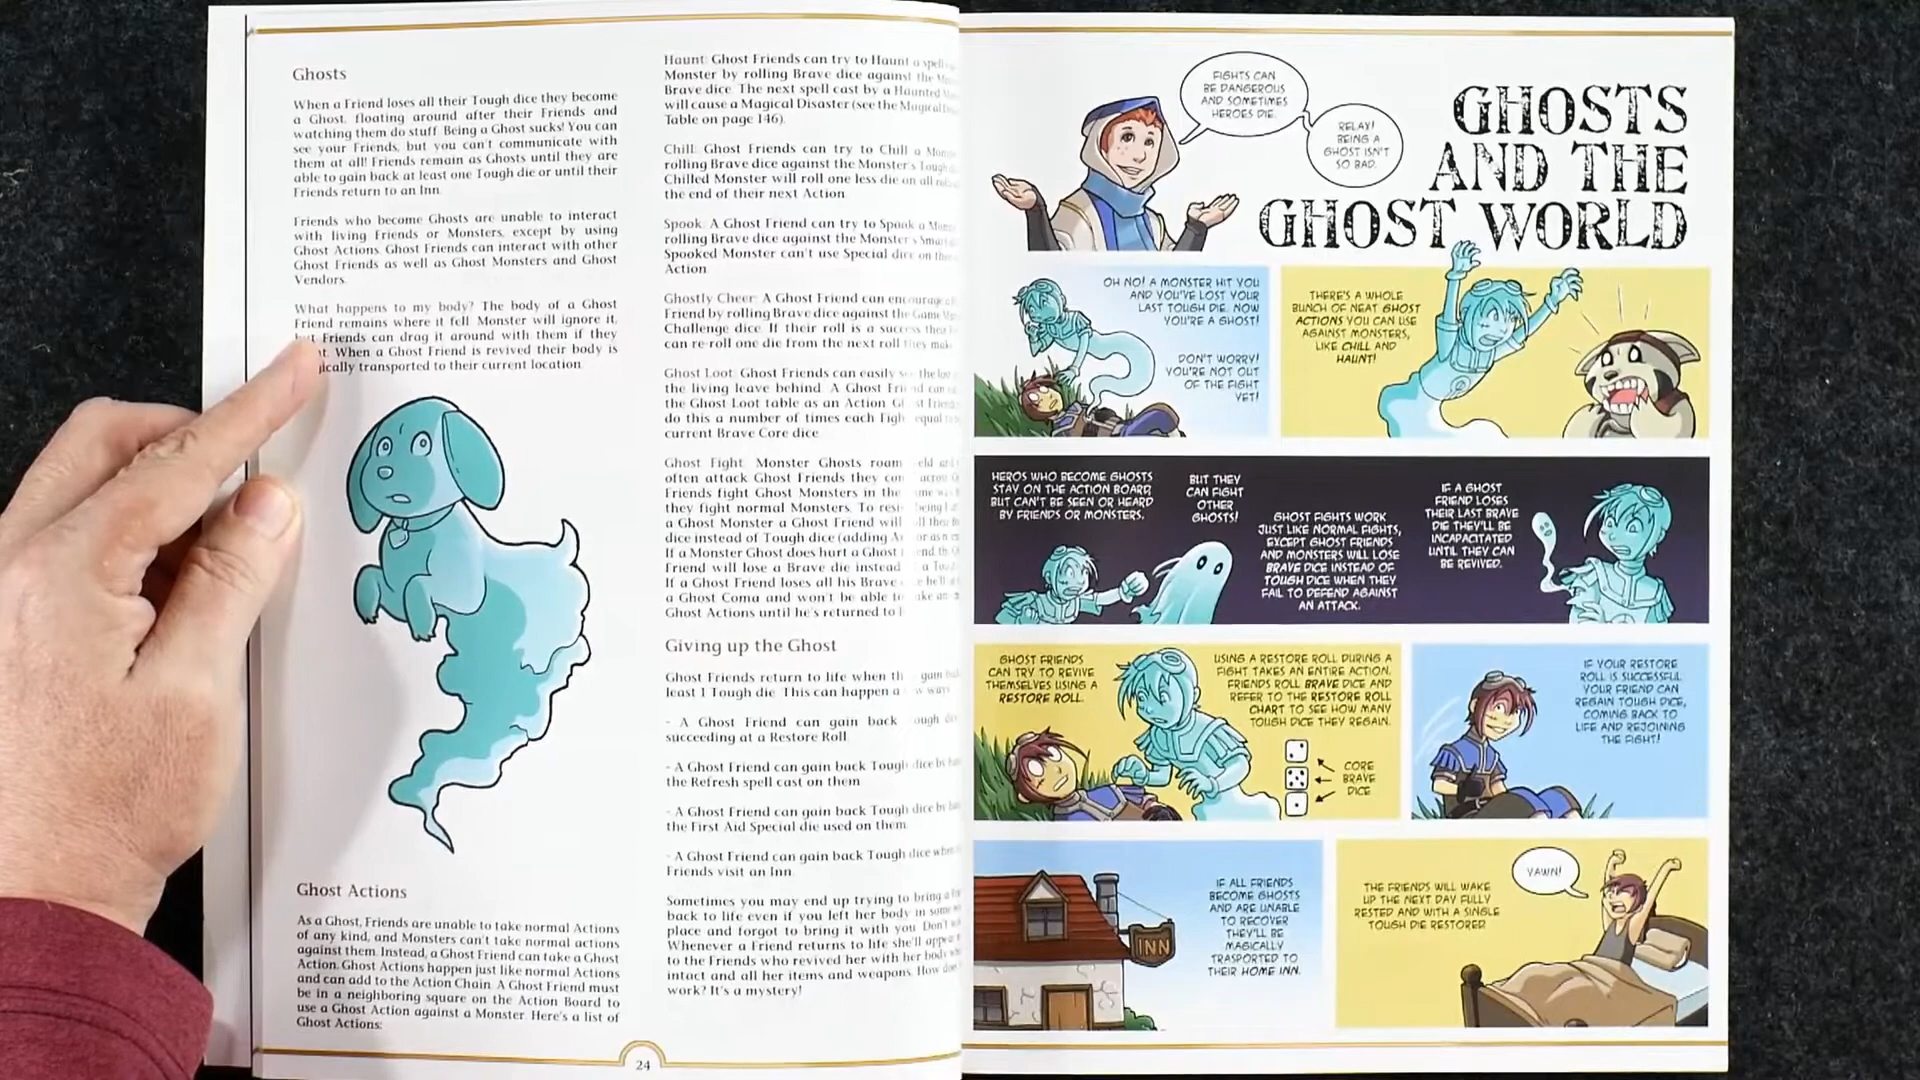 Ghosts
When a Friend loses all their Tough dice they become
a Ghost, floating around after their Friends and
watching them do stuff. Being a Ghost sucks! You can
see your Friends, but you can't communicate with
them at all! Friends remain as Ghosts until they are
able to gain back at least one Tough die or until their
Friends return to an Inn.
Friends who become Ghosts are unable to interact
with living Friends or Monsters, except by using
Ghost Actions. Ghost Friends can interact with other
Ghost Friends as well as Ghost Monsters and Ghost
Vendors.
What happens to my body? The body of a Ghost
Friend remains where it fell. Monster will ignore it,
Friends can drag it around with them if they
When a Ghost Friend is revived their body is
transported to their current location.
Ghost Actions
As a Ghost, Friends are unable to take normal Actions
of any kind, and Monsters can't take normal actions
against them. Instead, a Ghost Friend can take a Ghost
Action. Ghost Actions happen just like normal Actions
and can add to the Action Chain. A Ghost Friend must
be in a neighboring square on the Action Board to
use a Ghost Action against a Monster. Here's a list of
Ghost Actions:
Haunt: Ghost Friends can try to Haunt a
Monster by rolling Brave dice against the
Brave dice. The next spell cast by a Haunted
will cause a Magical Disaster (see the Magical
Table on page 146).
Chill: Ghost Friends can try to Chill a
rolling Brave dice against the Monster's
Chilled Monster will roll one less die on all
the end of their next Action.
Spook: A Ghost Friend can try to Spook a
rolling Brave dice against the Monster's
Spooked Monster can't use Special dice on
Action.
Ghostly Cheer: A Ghost Friend can encourage
Friend by rolling Brave dice against the Game
Challenge dice. If their roll is a success
can re-roll one die from the next roll they make
Ghost Loot: Ghost Friends can easily see the
the living leave behind. A Ghost Friend can
the Ghost Loot table as an Action.
do this a number of times each Fight equal
current Brave Core dice.
Ghost Fight: Monster Ghosts roam
often attack Ghost Friends they
Friends fight Ghost Monsters in the
they fight normal Monsters. To
a Ghost Monster a Ghost Friend will
dice instead of Tough dice (adding
If a Monster Ghost does hurt a Ghost
Friend will lose a Brave die instead
If a Ghost Friend loses all his Brave
a Ghost Coma and won't be able to
Ghost Actions until he's returned to
Giving up the Ghost
Ghost Friends return to life when
least 1 Tough die. This can happen a
- A Ghost Friend can gain back
succeeding at a Restore Roll.
- A Ghost Friend can gain back Tough dice by
the Refresh spell cast on them.
- A Ghost Friend can gain back Tough dice by
the First Aid Special die used on them.
- A Ghost Friend can gain back Tough dice when
Friends visit an Inn.
Sometimes you may end up trying to bring a
back to life even if you left her body in some
place and forgot to bring it with you. Don't
Whenever a Friend returns to life she'll appear
to the Friends who revived her with her body
intact and all her items and weapons. How does
work? It's a mystery!
24
FIGHTS CAN
BE DANGEROUS
AND SOMETIMES
HEROES DIE.
RELAX!
BEING A
GHOST ISN'T
SO BAD.
GHOSTS
AND THE
GHOST WORLD
OH NO! A MONSTER HIT YOU
AND YOU'VE LOST YOUR
LAST TOUGH DIE. NOW
YOU'RE A GHOST!
DON'T WORRY!
YOU'RE NOT OUT
OF THE FIGHT
YET!
THERE'S A WHOLE
BUNCH OF NEAT GHOST
ACTIONS YOU CAN USE
AGAINST MONSTERS,
LIKE CHILL AND
HAUNT!
HEROS WHO BECOME GHOSTS
STAY ON THE ACTION BOARD,
BUT CAN'T BE SEEN OR HEARD
BY FRIENDS OR MONSTERS.
BUT THEY
CAN FIGHT
OTHER
GHOSTS!
GHOST FIGHTS WORK
JUST LIKE NORMAL FIGHTS,
EXCEPT GHOST FRIENDS
AND MONSTERS WILL LOSE
BRAVE DICE INSTEAD OF
TOUGH DICE WHEN THEY
FAIL TO DEFEND AGAINST
AN ATTACK.
IF A GHOST
FRIEND LOSES
THEIR LAST BRAVE
DIE THEY'LL BE
INCAPACITATED
UNTIL THEY CAN
BE REVIVED.
GHOST FRIENDS
CAN TRY TO REVIVE
THEMSELVES USING A
RESTORE ROLL.
USING A RESTORE ROLL DURING A
FIGHT TAKES AN ENTIRE ACTION.
FRIENDS ROLL BRAVE DICE AND
REFER TO THE RESTORE ROLL
CHART TO SEE HOW MANY
TOUGH DICE THEY REGAIN.
CORE
BRAVE
DICE
IF YOUR RESTORE
ROLL IS SUCCESSFUL
YOUR FRIEND CAN
REGAIN TOUGH DICE,
COMING BACK TO
LIFE AND REJOINING
THE FIGHT!
INN
IF ALL FRIENDS
BECOME GHOSTS
AND ARE UNABLE
TO RECOVER
THEY'LL BE
MAGICALLY
TRASPORTED TO
THEIR HOME INN.
THE FRIENDS WILL WAKE
UP THE NEXT DAY FULLY
RESTED AND WITH A SINGLE
TOUGH DIE RESTORED.
YAWN!